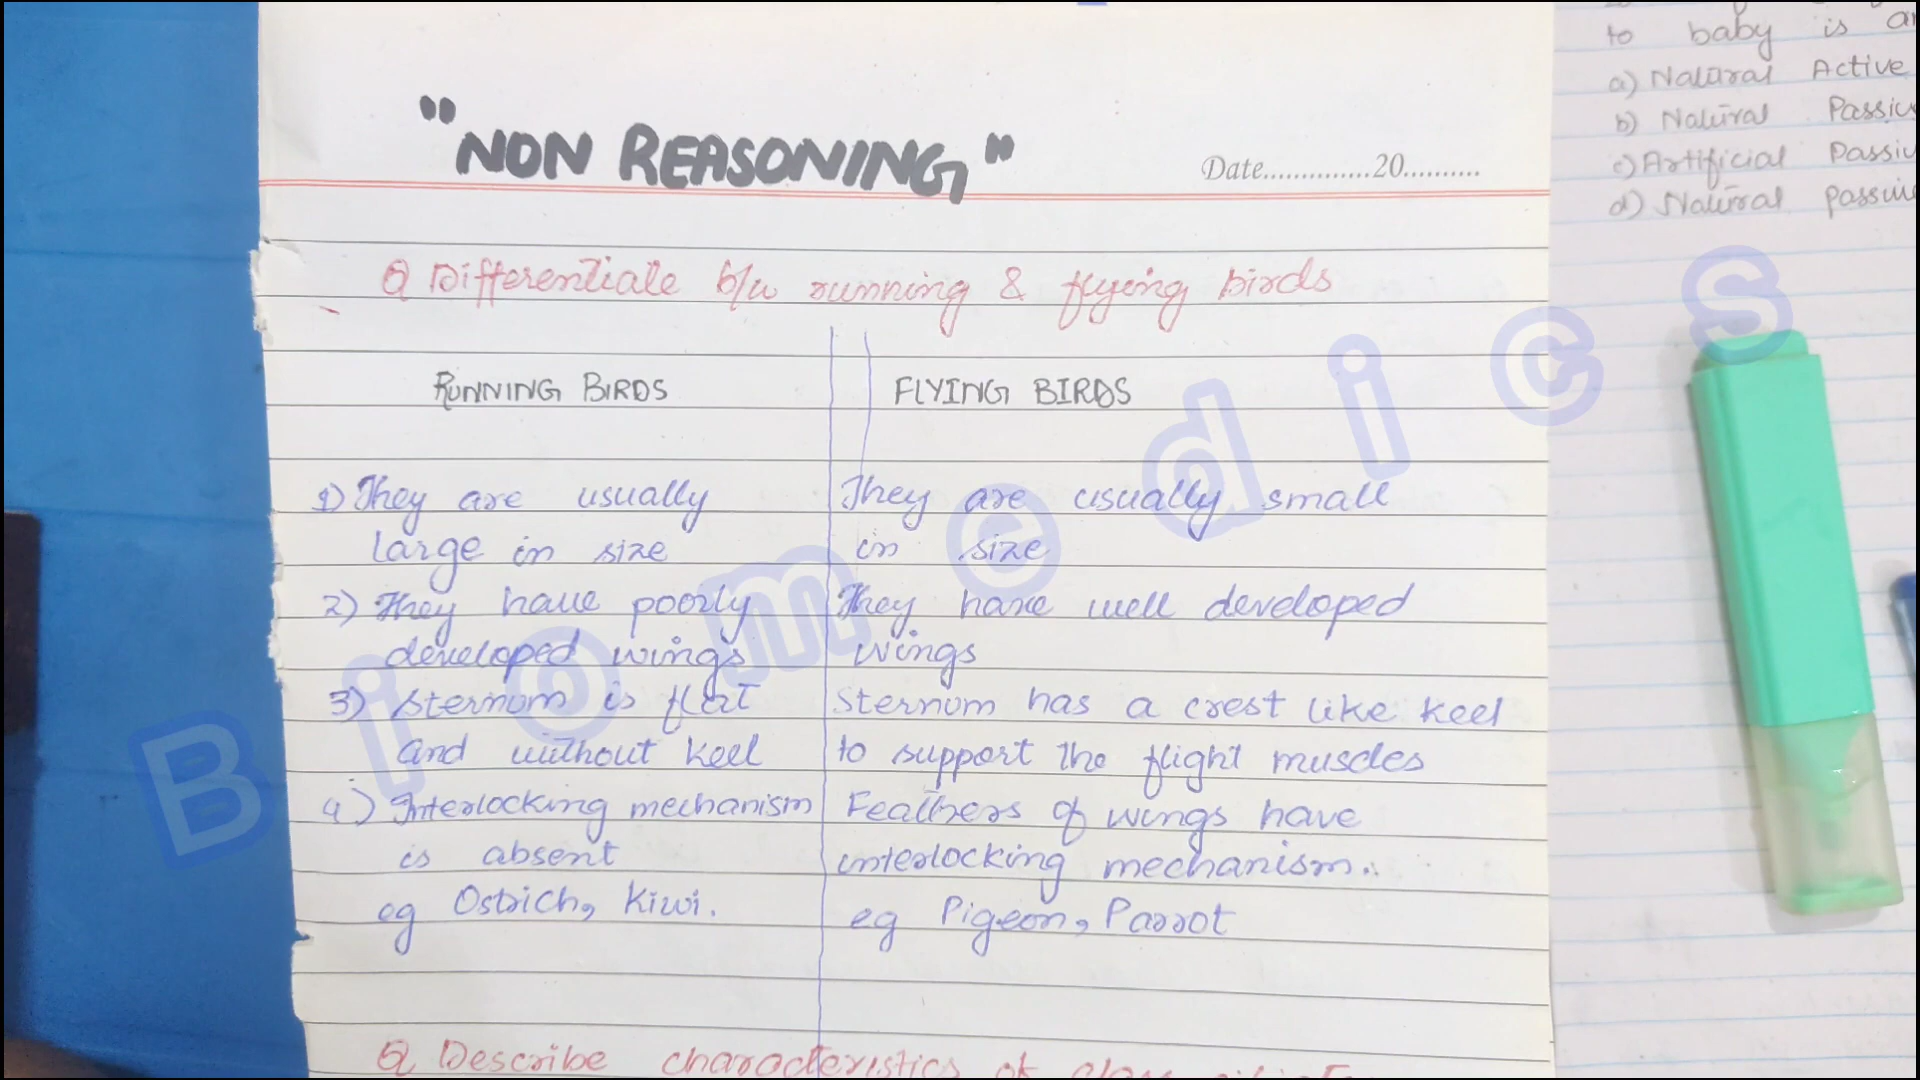 "NON REASONING"
Date..............20..........
Q Differentiate b/w running & flying birds
RUNNING BIRDS
FLYING BIRDS
1) They are usually
large in size
2) They have poorly
developed wings
3) Sternum is flat
and without keel
4) Interlocking mechanism
is absent
eg Ostrich, Kiwi.
They are usually small
in size
They have well developed
wings
Sternum has a crest like keel
to support the flight muscles
Feathers of wings have
interlocking mechanism.
eg Pigeon, Parrot
Q Describe characteristics of class
to baby is
a) Natural Active
b) Natural
c) Artificial
d) Natural
Biomedics